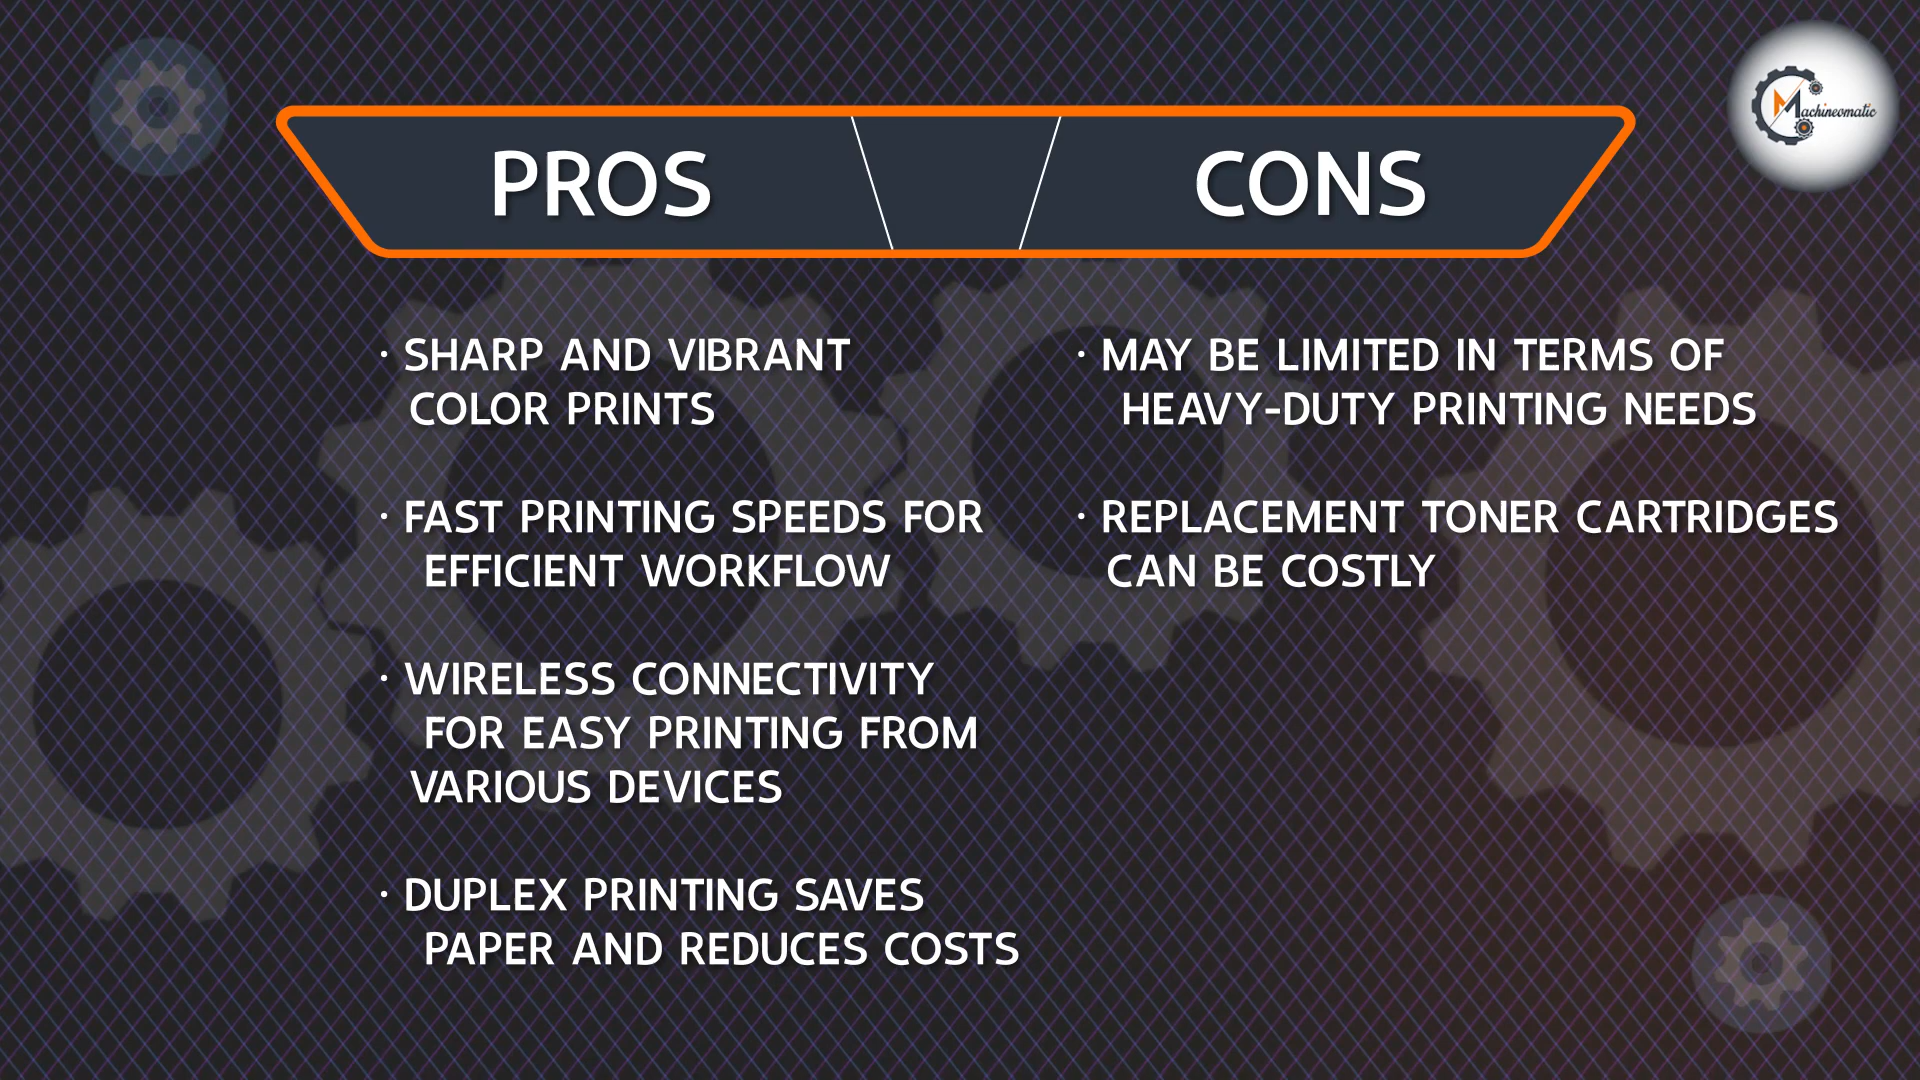 Machineomatic
PROS
CONS
· SHARP AND VIBRANT
COLOR PRINTS
· FAST PRINTING SPEEDS FOR
EFFICIENT WORKFLOW
· WIRELESS CONNECTIVITY
FOR EASY PRINTING FROM
VARIOUS DEVICES
· DUPLEX PRINTING SAVES
PAPER AND REDUCES COSTS
· MAY BE LIMITED IN TERMS OF
HEAVY-DUTY PRINTING NEEDS
· REPLACEMENT TONER CARTRIDGES
CAN BE COSTLY